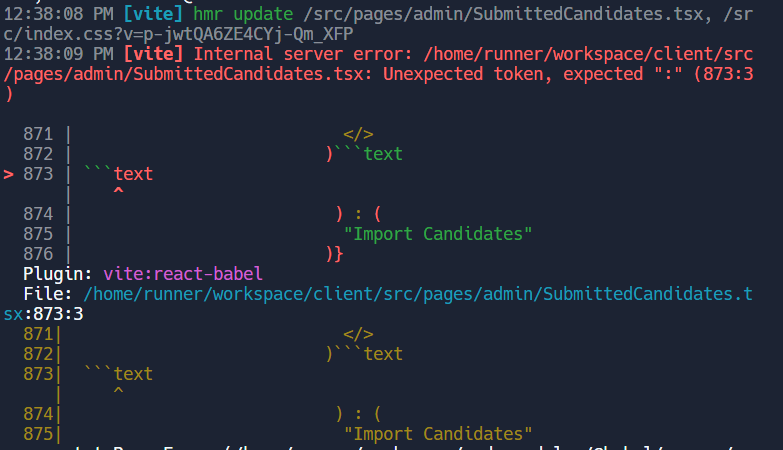 12:38:08 PM [vite] hmr update /src/pages/admin/SubmittedCandidates.tsx, /sr
c/index.css?v=p-jwtQA6ZE4CYj-Qm_XFP
12:38:09 PM [vite] Internal server error: /home/runner/workspace/client/src
/pages/admin/SubmittedCandidates.tsx: Unexpected token, expected ":" (873:3
)
871 |                           </>
872 |                         )```text
> 873 | ```text
|    ^
874 |                          ) : (
875 |                           "Import Candidates"
876 |                         )}
Plugin: vite:react-babel
File: /home/runner/workspace/client/src/pages/admin/SubmittedCandidates.t
sx:873:3
871|                            </>
872|                          )```text
873|  ```text
|     ^
874|                           ) : (
875|                            "Import Candidates"